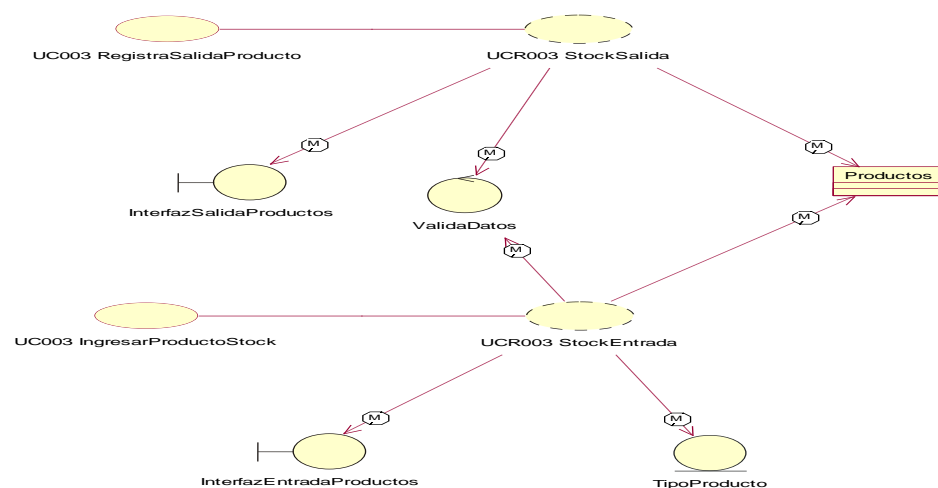 UC003 RegistraSalidaProducto
UCR003 StockSalida
M
M
M
Productos
InterfazSalidaProductos
ValidaDatos
M
M
UC003 IngresarProductoStock
UCR003 StockEntrada
M
M
InterfazEntradaProductos
TipoProducto